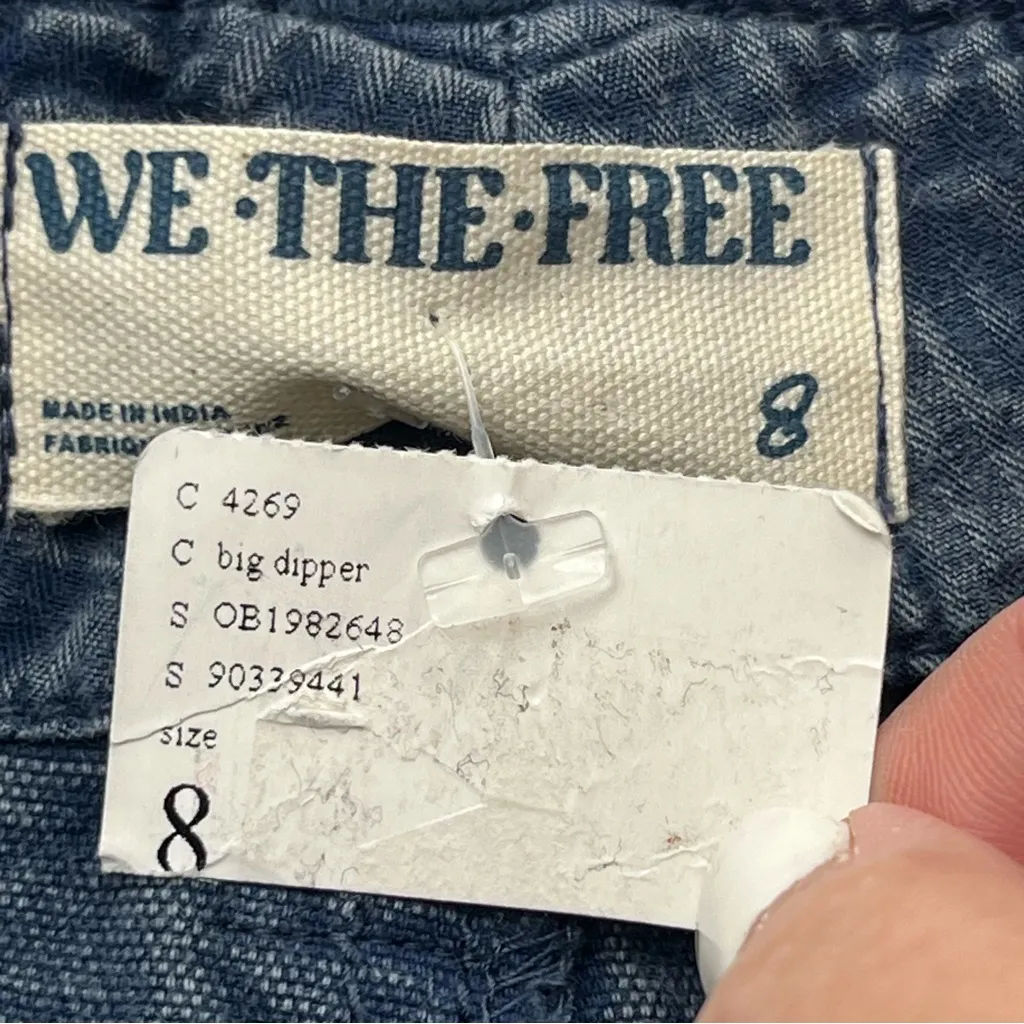 WE·THE·FREE
8
MADE IN INDIA
C 4269
C big dipper
S OB1982648
S 90339441
size
8